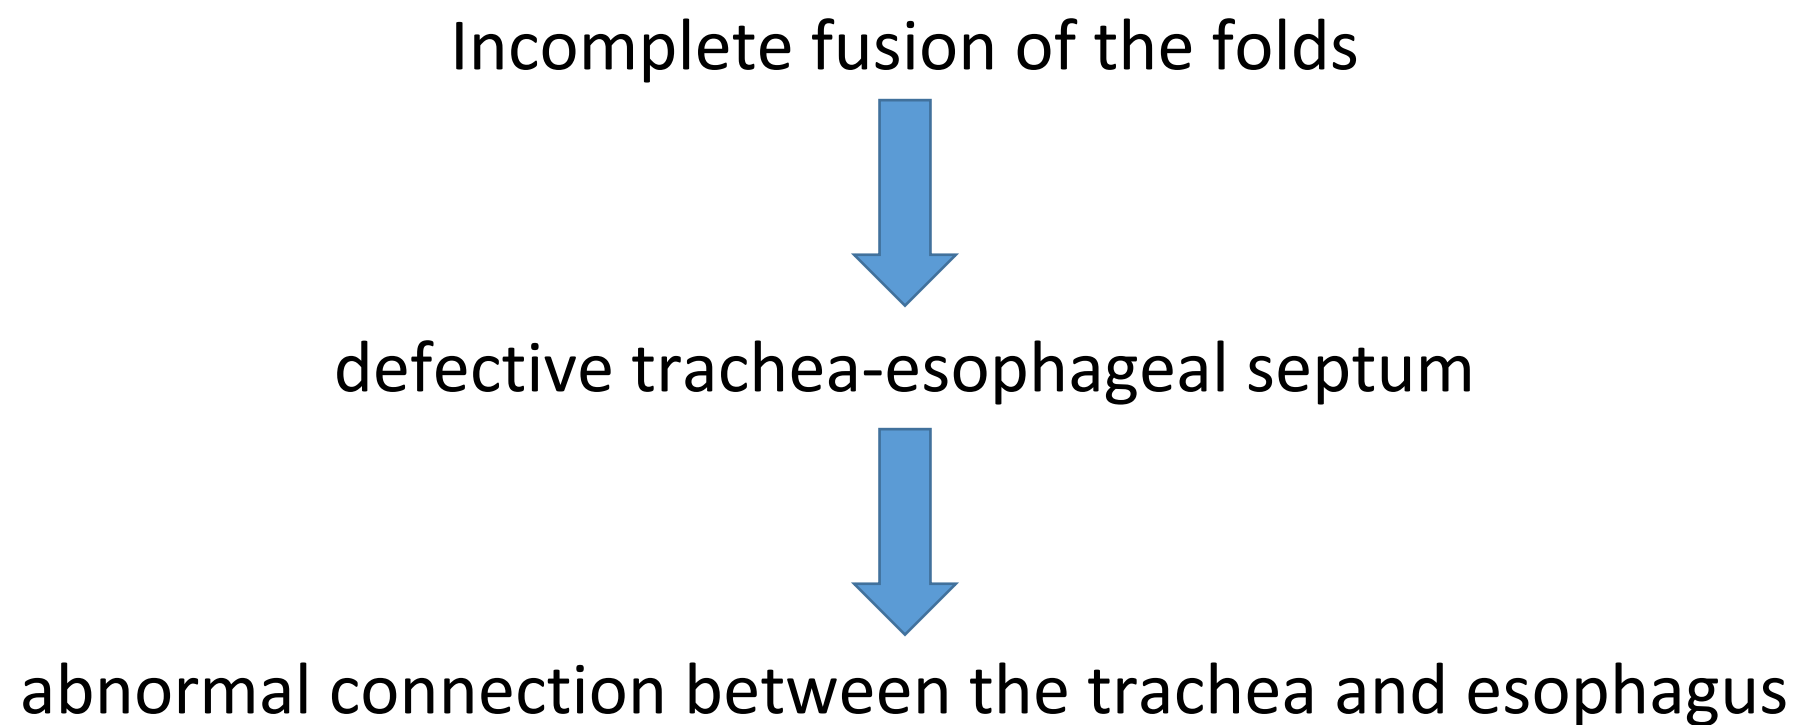 Incomplete fusion of the folds
defective trachea-esophageal septum
abnormal connection between the trachea and esophagus